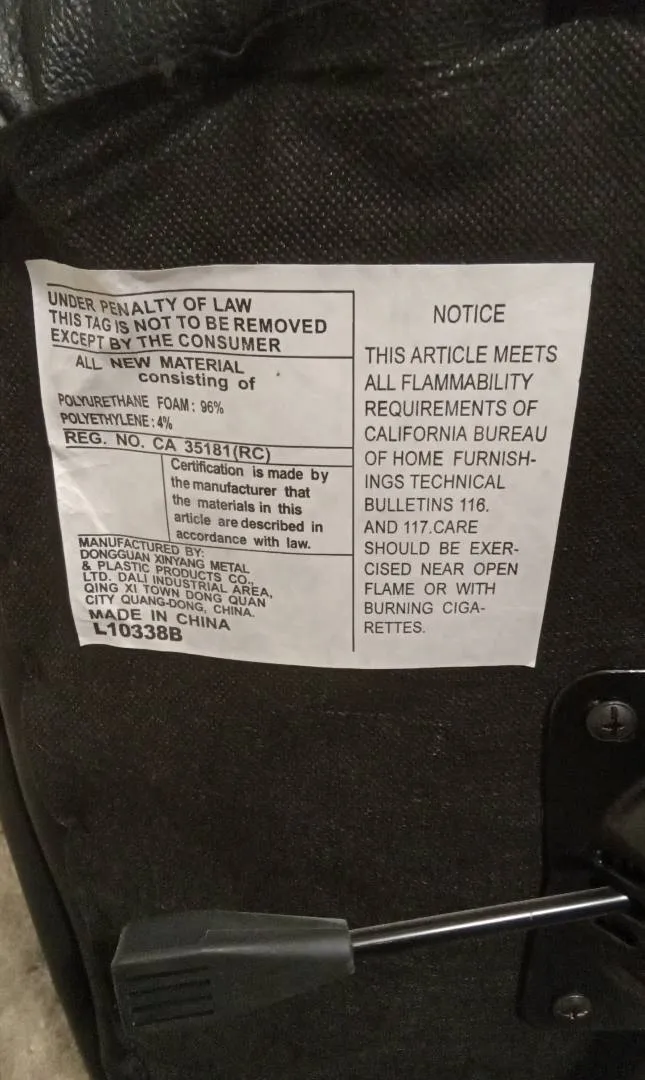 UNDER PENALTY OF LAW
THIS TAG IS NOT TO BE REMOVED
EXCEPT BY THE CONSUMER
ALL NEW MATERIAL
consisting of
POLYURETHANE FOAM: 96%
POLYETHYLENE: 4%
REG. NO. CA 35181(RC)
Certification is made by
the manufacturer that
the materials in this
article are described in
accordance with law.
MANUFACTURED BY:
DONGGUAN XINYANG METAL
& PLASTIC PRODUCTS CO.,
LTD. DALI INDUSTRIAL AREA,
QING XI TOWN DONG QUAN
CITY QUANG-DONG, CHINA.
MADE IN CHINA
L10338B
NOTICE
THIS ARTICLE MEETS
ALL FLAMMABILITY
REQUIREMENTS OF
CALIFORNIA BUREAU
OF HOME FURNISH-
INGS TECHNICAL
BULLETINS 116.
AND 117.CARE
SHOULD BE EXER-
CISED NEAR OPEN
FLAME OR WITH
BURNING CIGA-
RETTES.